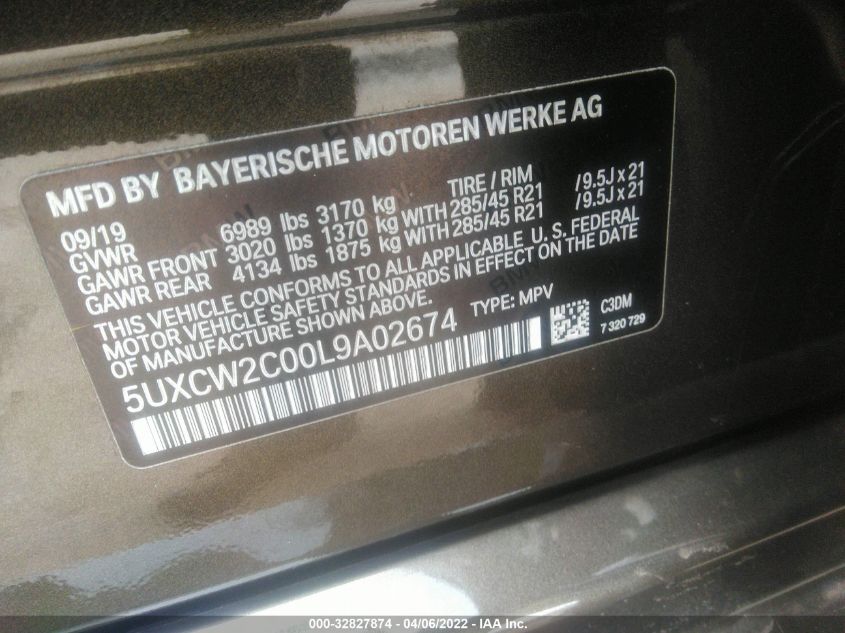 MFD BY BAYERISCHE MOTOREN WERKE AG
09/19 TIRE / RIM
GVWR 6989 lbs 3170 kg
GAWR FRONT 3020 lbs 1370 kg WITH 285/45 R21 /9.5J x 21
GAWR REAR 4134 lbs 1875 kg WITH 285/45 R21 /9.5J x 21
THIS VEHICLE CONFORMS TO ALL APPLICABLE U. S. FEDERAL
MOTOR VEHICLE SAFETY STANDARDS IN EFFECT ON THE DATE
OF MANUFACTURE SHOWN ABOVE.
TYPE: MPV
5UXCW2C00L9A02674
C3DM
7 320 729
000-32827874 / 04/06/2022 - IAA Inc.